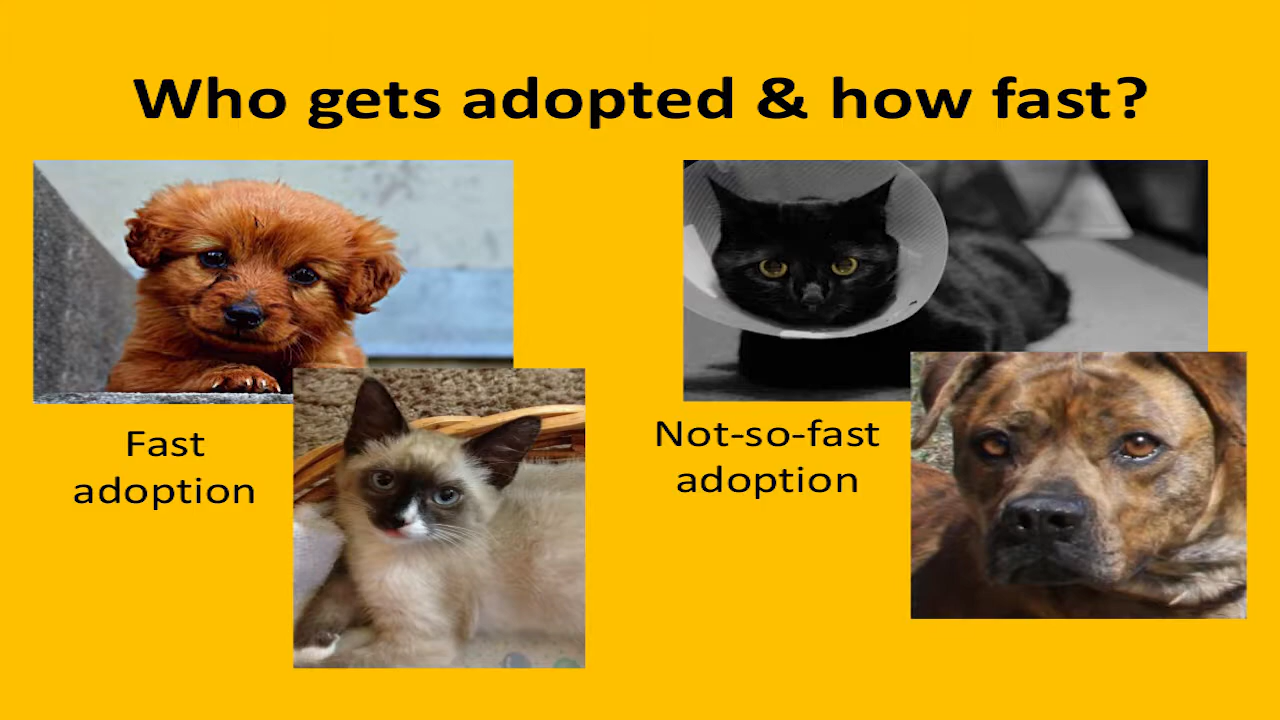 Who gets adopted & how fast?
Fast
adoption
Not-so-fast
adoption